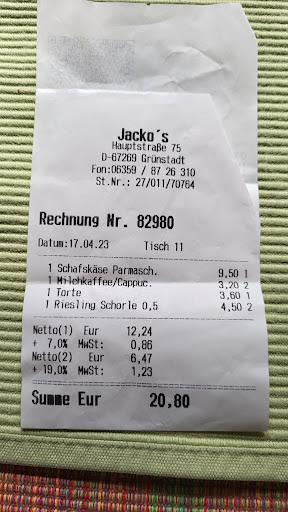 Jacko´s
Hauptstraße 75
D-67269 Grünstadt
Fon:06359 / 87 26 310
St.Nr.: 27/011/70764
Rechnung Nr. 82980
Datum:17.04.23 Tisch 11
1 Schafskäse Parmasch. 9,50 1
1 Milchkaffee/Cappuc. 3,20 2
1 Torte 3,60 1
1 Riesling Schorle 0,5 4,50 2
Netto(1) Eur 12,24
+ 7,0% MwSt: 0,86
Netto(2) Eur 6,47
+ 19,0% MwSt: 1,23
Summe Eur 20,80